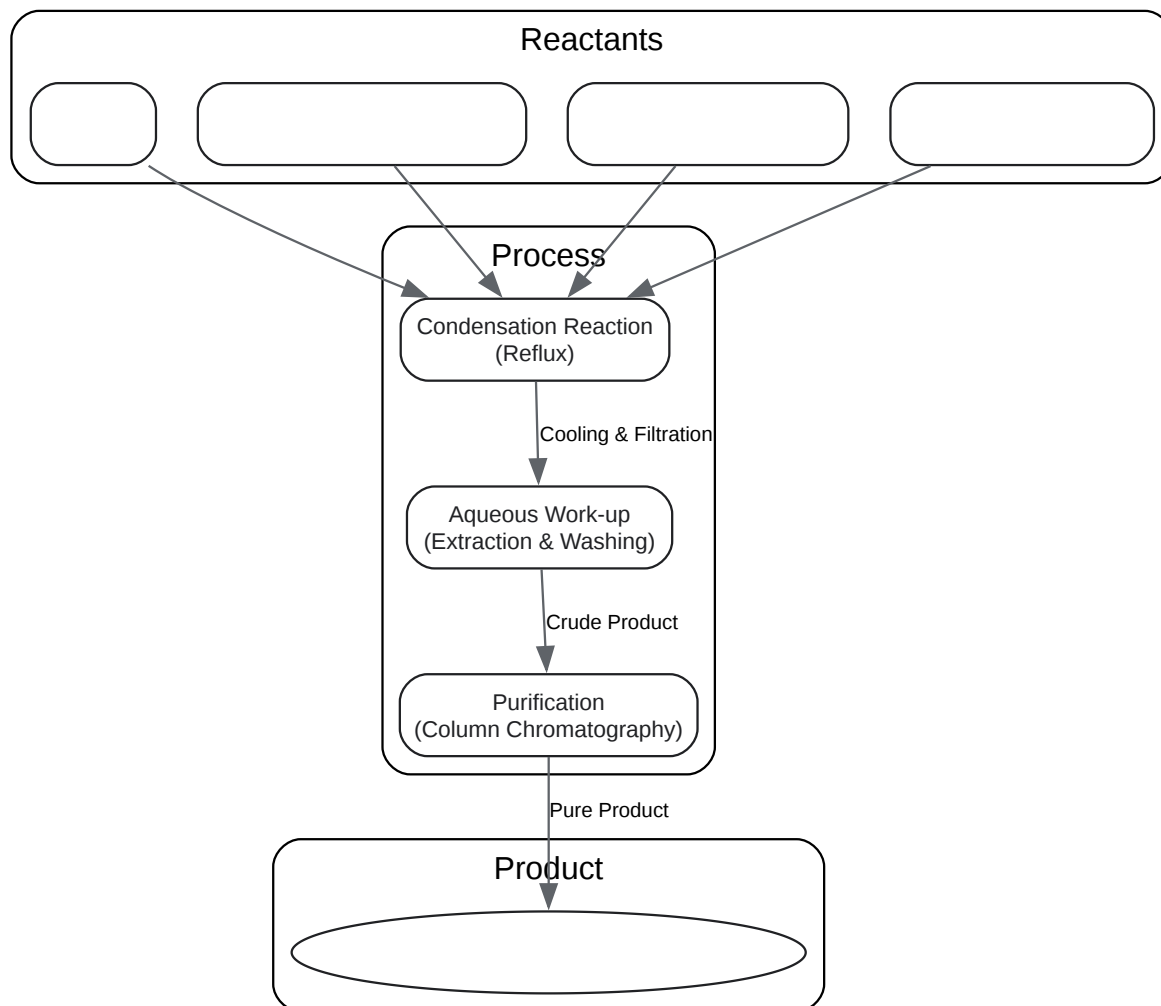 Reactants
Process
Condensation Reaction
(Reflux)
Cooling & Filtration
Aqueous Work-up
(Extraction & Washing)
Crude Product
Purification
(Column Chromatography)
Pure Product
Product